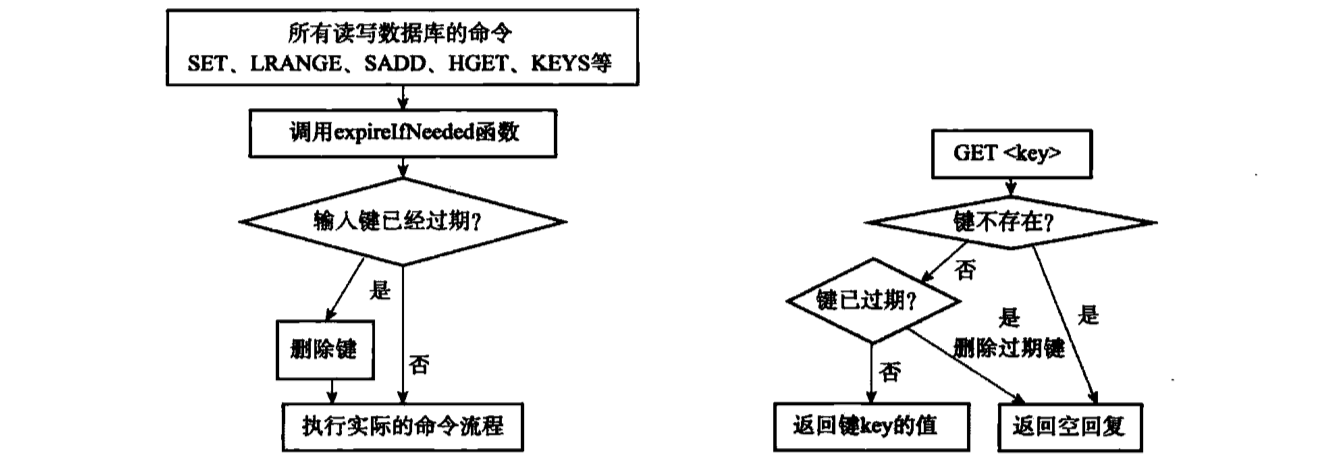 所有读写数据库的命令
SET、LRANGE、SADD、HGET、KEYS等
调用expireIfNeeded函数
输入键已经过期?
是
删除键
否
执行实际的命令流程
GET <key>
键不存在?
否
键已过期?
是
删除过期键
是
否
返回键key的值
返回空回复